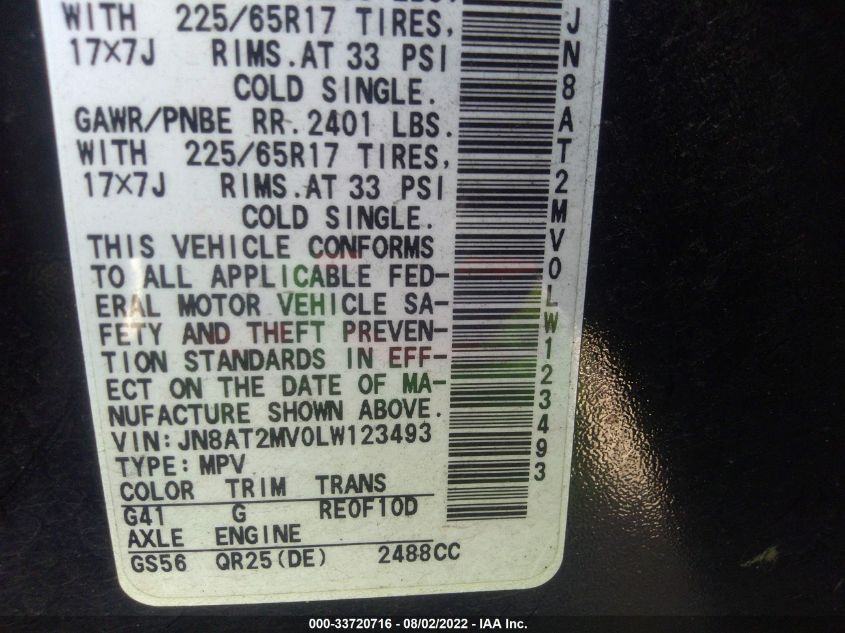 WITH 225/65R17 TIRES,
17X7J RIMS.AT 33 PSI
COLD SINGLE.
GAWR/PNBE RR.2401 LBS.
WITH 225/65R17 TIRES,
17X7J RIMS.AT 33 PSI
COLD SINGLE.
THIS VEHICLE CONFORMS
TO ALL APPLICABLE FED-
ERAL MOTOR VEHICLE SA-
FETY AND THEFT PREVEN-
TION STANDARDS IN EFF-
ECT ON THE DATE OF MA-
NUFACTURE SHOWN ABOVE.
VIN:JN8AT2MV0LW123493
TYPE:MPV
COLOR TRIM TRANS
G41 G RE0F10D
AXLE ENGINE
GS56 QR25(DE) 2488CC
JN8AT2MV0LW123493
000-33720716 - 08/02/2022 - IAA Inc.